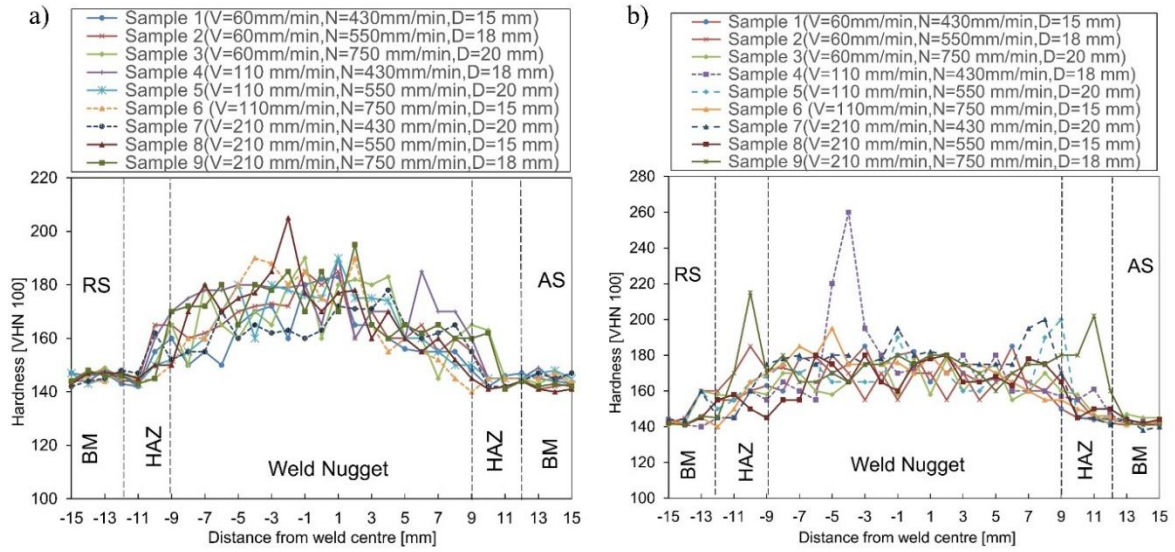 a)
Sample 1(V=60mm/min,N=430mm/min,D=15 mm)
Sample 2(V=60mm/min,N=550mm/min,D=18 mm)
Sample 3(V=60mm/min,N=750 mm/min,D=20 mm)
Sample 4(V=110 mm/min,N=430mm/min,D=18 mm)
Sample 5(V=110 mm/min,N=550 mm/min,D=20 mm)
Sample 6 (V=110mm/min,N=750 mm/min,D=15 mm)
Sample 7(V=210 mm/min,N=430 mm/min,D=20 mm)
Sample 8(V=210 mm/min,N=550 mm/min,D=15 mm)
Sample 9(V=210 mm/min,N=750 mm/min,D=18 mm)
220
200
180
160
140
120
100
Hardness [VHN 100]
RS
AS
BM
HAZ
Weld Nugget
HAZ
BM
-15 -13 -11 -9 -7 -5 -3 -1 1 3 5 7 9 11 13 15
Distance from weld centre [mm]
b)
Sample 1(V=60mm/min,N=430mm/min,D=15 mm)
Sample 2(V=60mm/min,N=550mm/min,D=18 mm)
Sample 3(V=60mm/min,N=750 mm/min,D=20 mm)
Sample 4(V=110 mm/min,N=430mm/min,D=18 mm)
Sample 5(V=110 mm/min,N=550 mm/min,D=20 mm)
Sample 6 (V=110mm/min,N=750 mm/min,D=15 mm)
Sample 7(V=210 mm/min,N=430 mm/min,D=20 mm)
Sample 8(V=210 mm/min,N=550 mm/min,D=15 mm)
Sample 9(V=210 mm/min,N=750 mm/min,D=18 mm)
280
260
240
220
200
180
160
140
120
100
Hardness [VHN 100]
RS
AS
BM
HAZ
Weld Nugget
HAZ
BM
-15 -13 -11 -9 -7 -5 -3 -1 1 3 5 7 9 11 13 15
Distance from weld centre [mm]